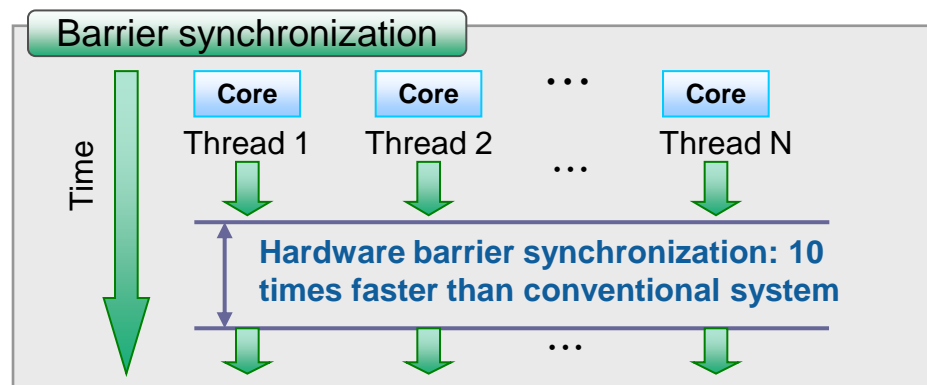 Barrier synchronization
Core Core ... Core
Thread 1 Thread 2 ... Thread N
Time
Hardware barrier synchronization: 10
times faster than conventional system
...